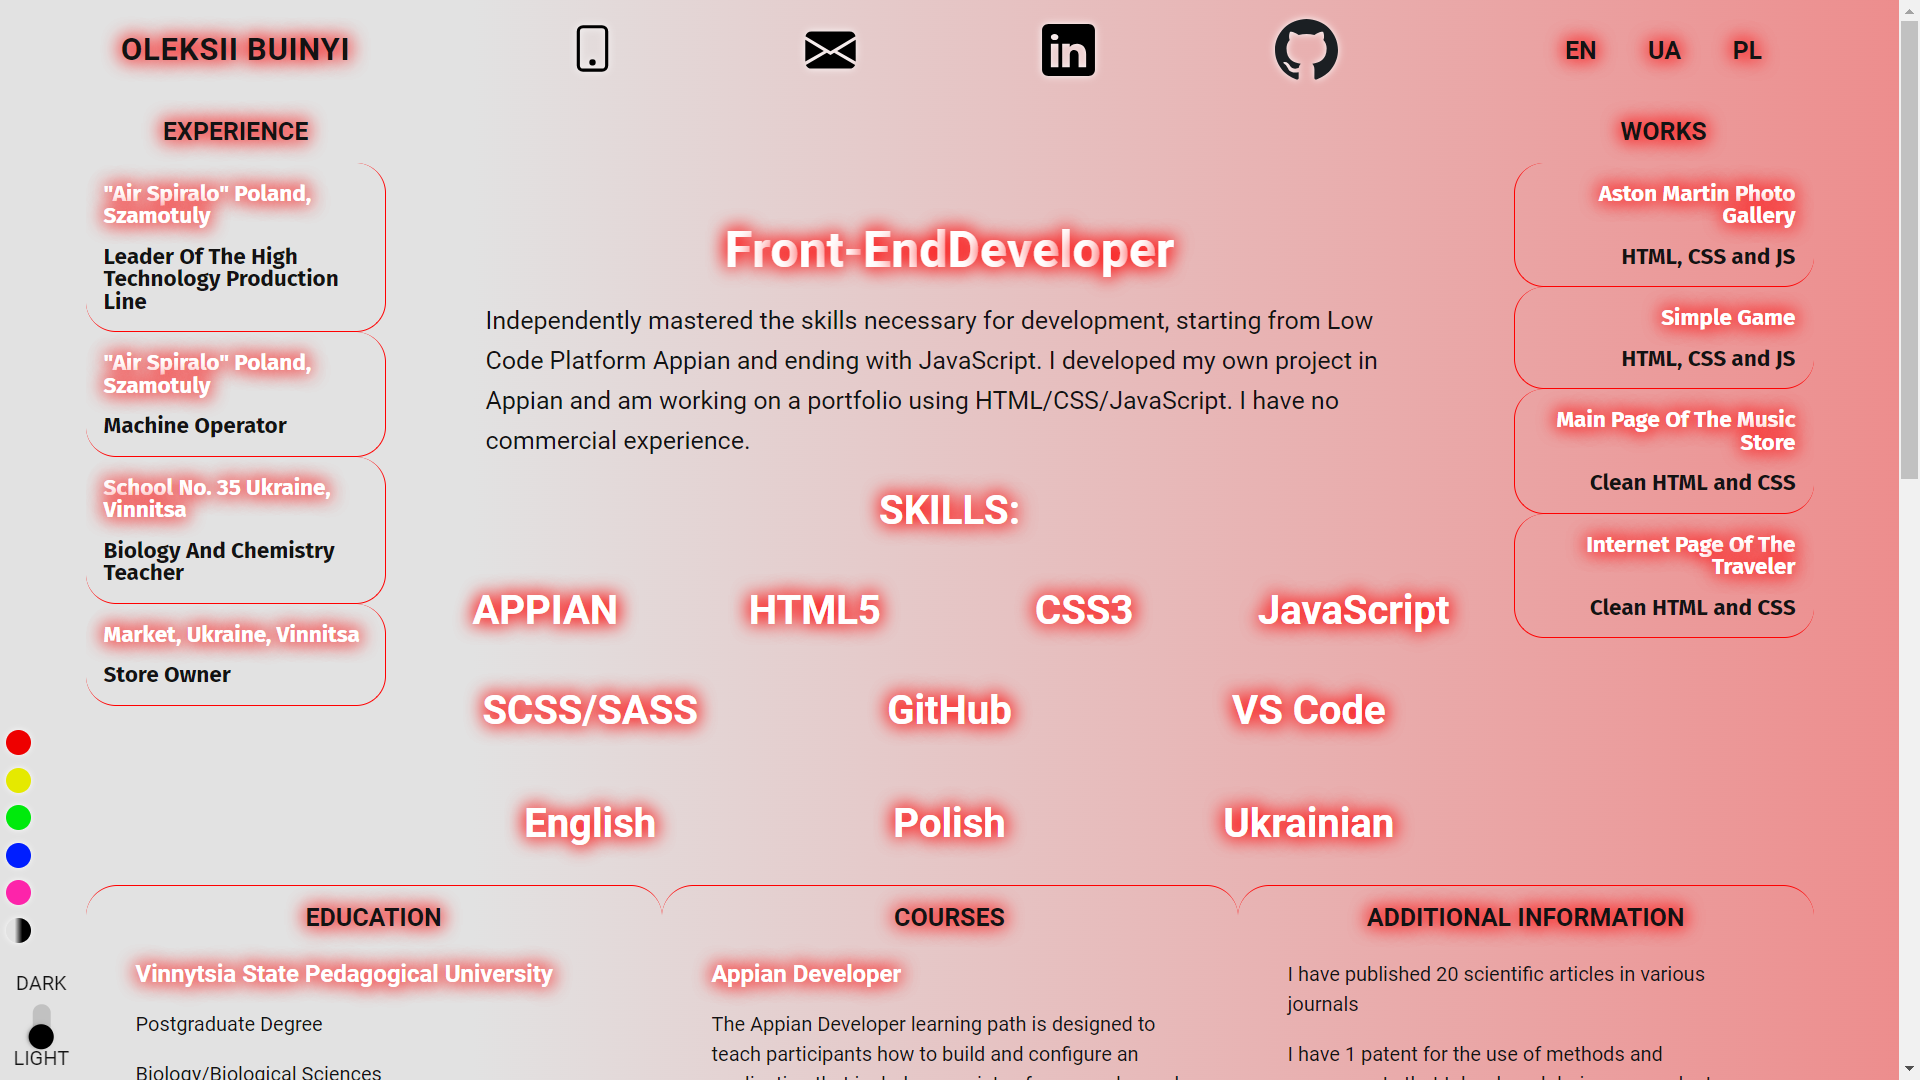 OLEKSII BUINYI
in
EN UA PL
EXPERIENCE
"Air Spiralo" Poland,
Szamotuly
Leader Of The High
Technology Production
Line
"Air Spiralo" Poland,
Szamotuly
Machine Operator
School No. 35 Ukraine,
Vinnitsa
Biology And Chemistry
Teacher
Market, Ukraine, Vinnitsa
Store Owner
Front-EndDeveloper
Independently mastered the skills necessary for development, starting from Low
Code Platform Appian and ending with JavaScript. I developed my own project in
Appian and am working on a portfolio using HTML/CSS/JavaScript. I have no
commercial experience.
SKILLS:
APPIAN HTML5 CSS3 JavaScript
SCSS/SASS GitHub VS Code
English Polish Ukrainian
WORKS
Aston Martin Photo
Gallery
HTML, CSS and JS
Simple Game
HTML, CSS and JS
Main Page Of The Music
Store
Clean HTML and CSS
Internet Page Of The
Traveler
Clean HTML and CSS
DARK
LIGHT
EDUCATION
Vinnytsia State Pedagogical University
Postgraduate Degree
Biology/Biological Sciences
COURSES
Appian Developer
The Appian Developer learning path is designed to
teach participants how to build and configure an
ADDITIONAL INFORMATION
I have published 20 scientific articles in various
journals
I have 1 patent for the use of methods and